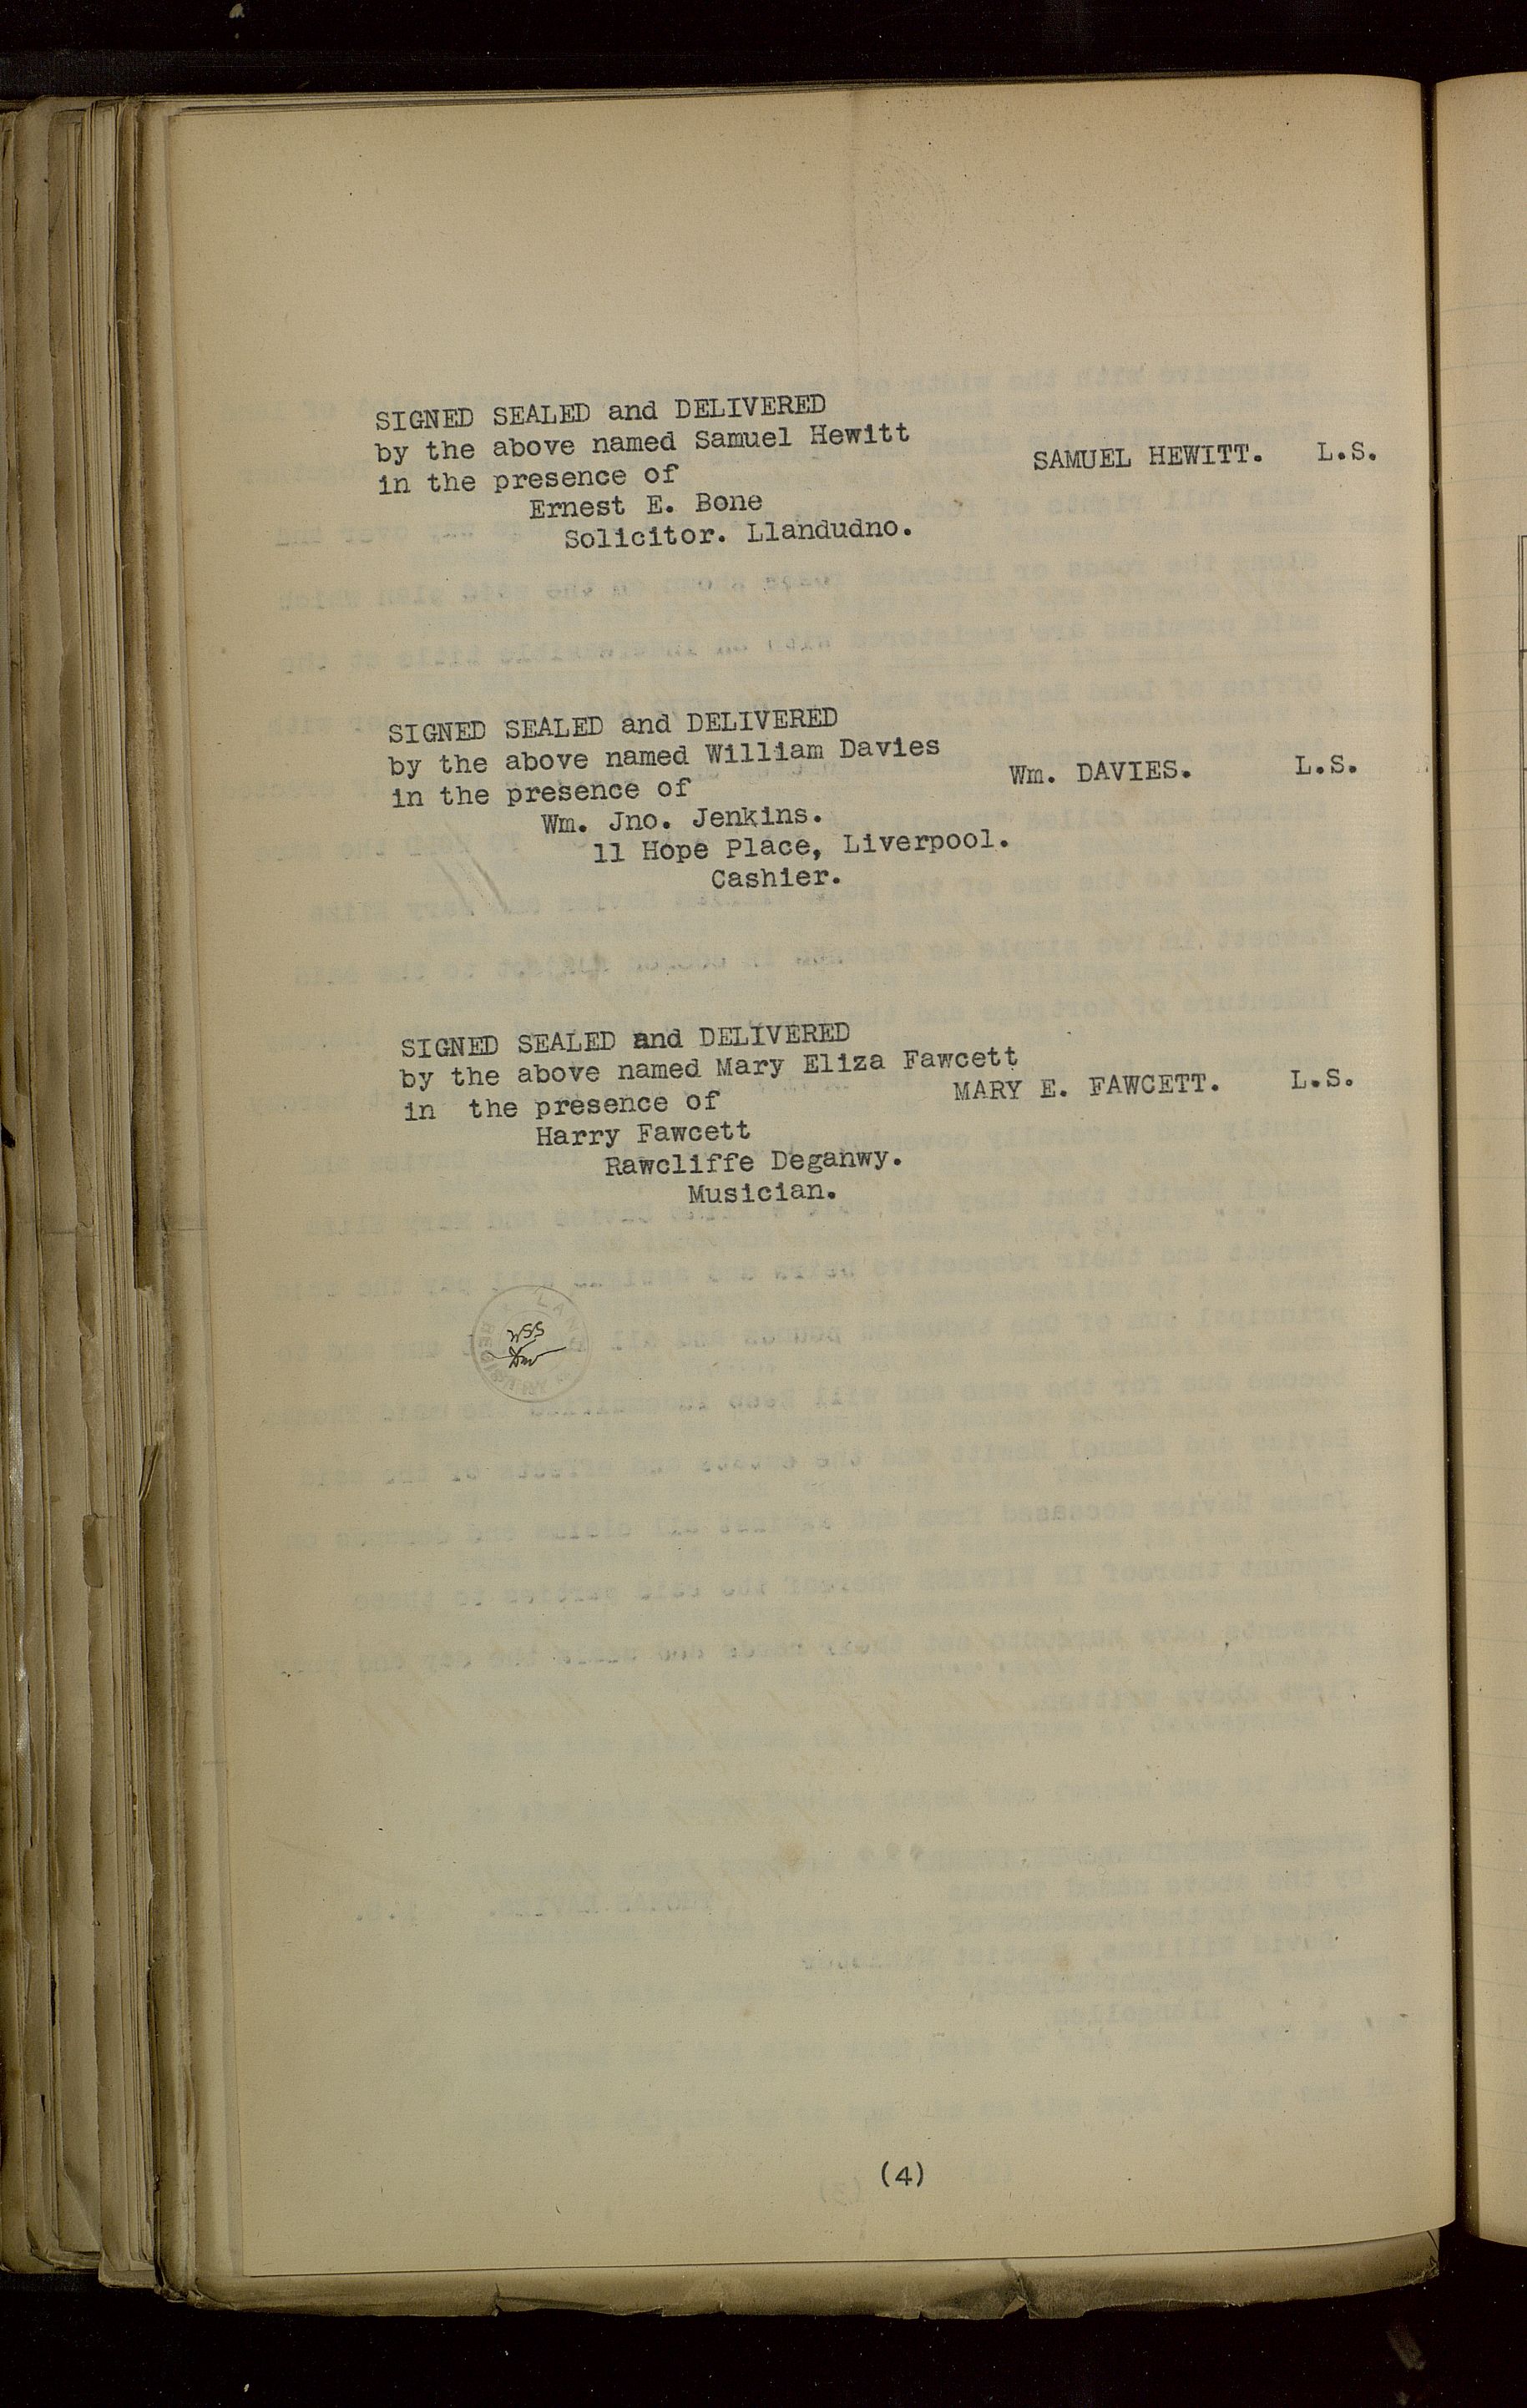 SIGNED SEALED and DELIVERED
by the above named Samuel Hewitt
in the presence of
SAMUEL HEWITT. L.S.
Ernest E. Bone
Solicitor. Llandudno.
SIGNED SEALED and DELIVERED
by the above named William Davies
in the presence of
Wm. DAVIES. L.S.
Wm. Jno. Jenkins.
11 Hope Place, Liverpool.
Cashier.
SIGNED SEALED and DELIVERED
by the above named Mary Eliza Fawcett
in the presence of
MARY E. FAWCETT. L.S.
Harry Fawcett
Rawcliffe Deganwy.
Musician.
(4)